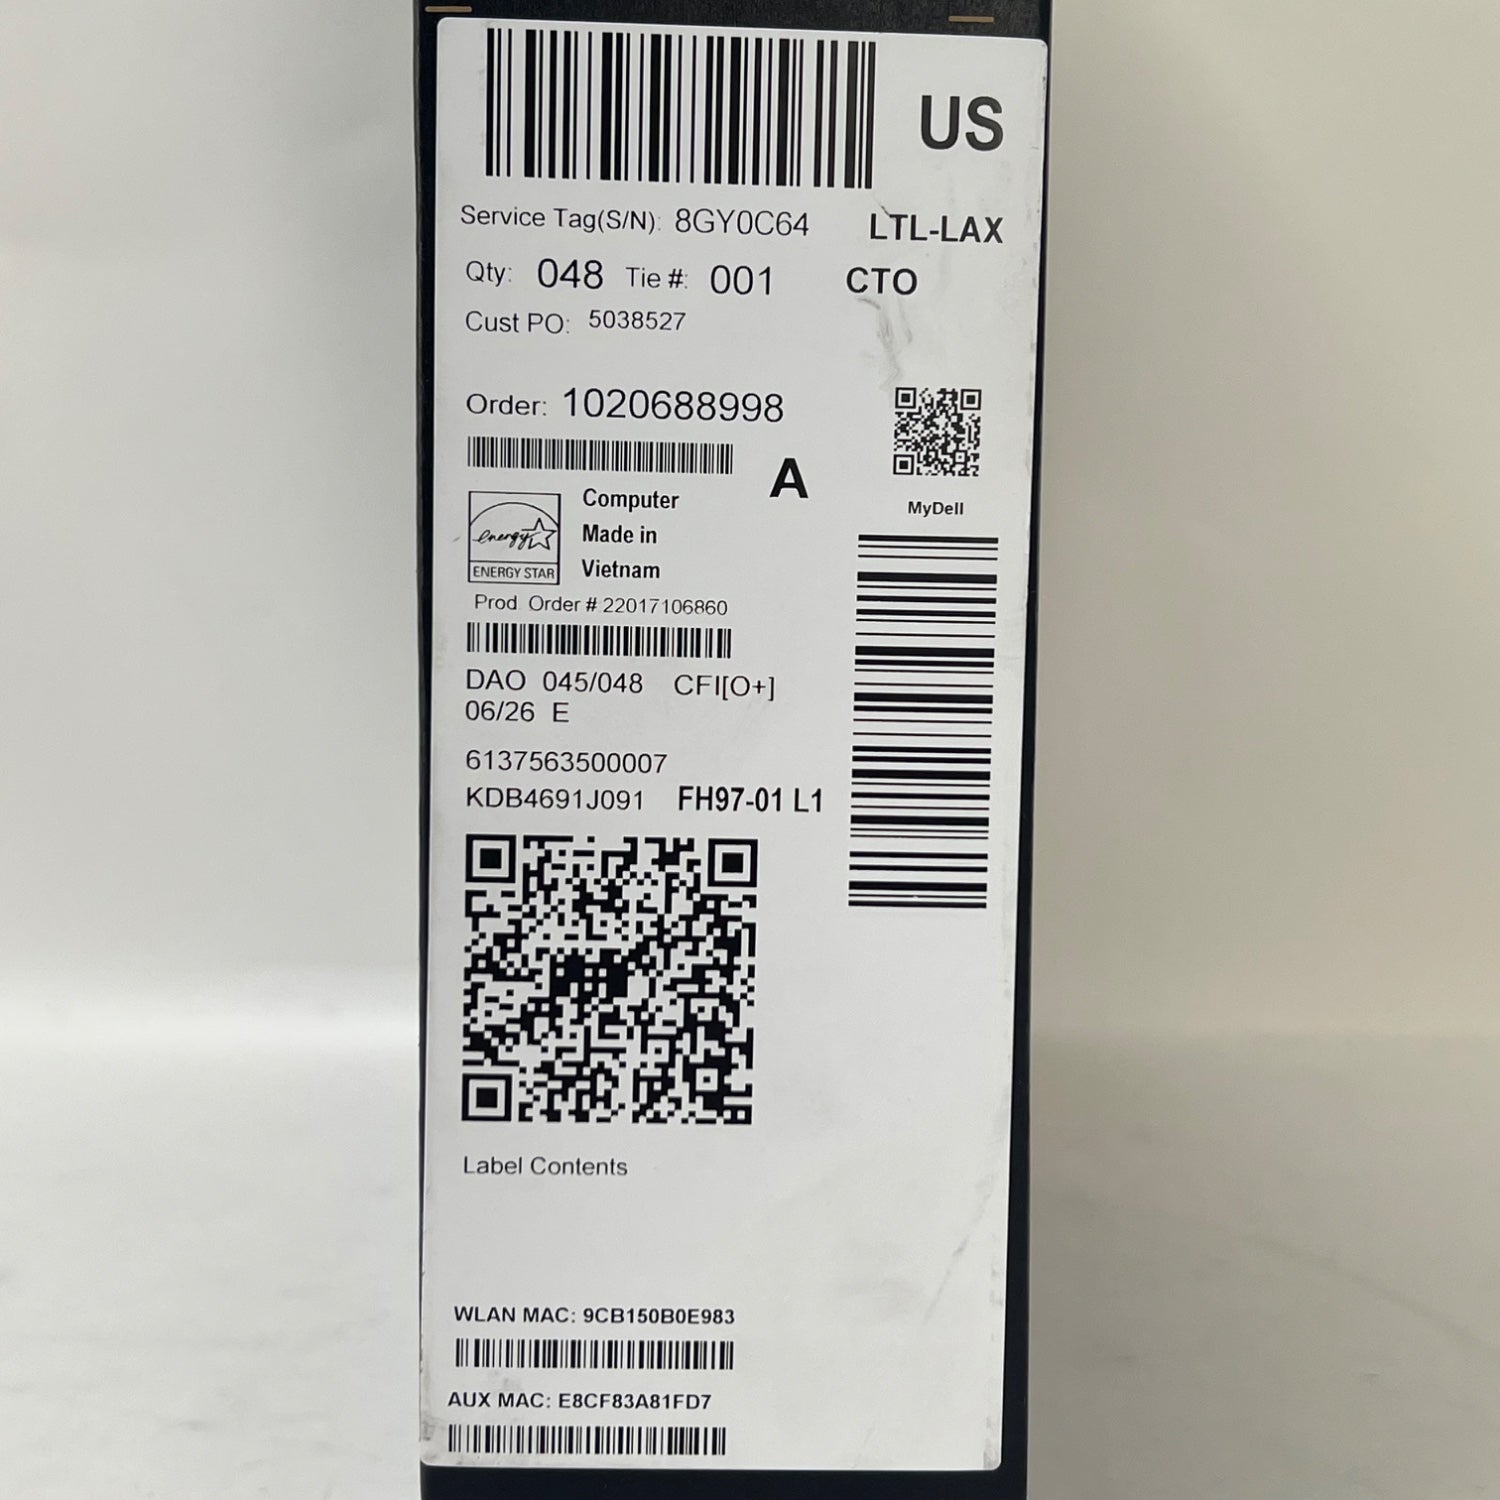 US
Service Tag(S/N): 8GY0C64 LTL-LAX
Qty: 048 Tie #: 001 CTO
Cust PO: 5038527
Order: 1020688998
A
MyDell
energy
ENERGY STAR
Computer
Made in
Vietnam
Prod Order # 22017106860
DAO 045/048 CFI[O+]
06/26 E
6137563500007
KDB4691J091 FH97-01 L1
Label Contents
WLAN MAC: 9CB150B0E983
AUX MAC: E8CF83A81FD7